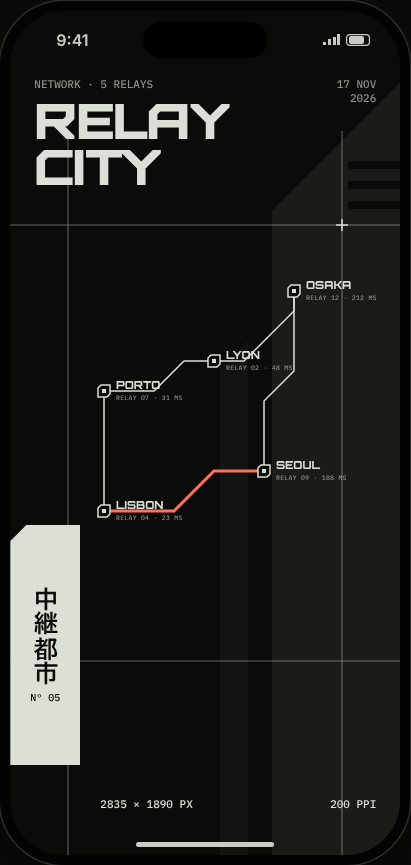 9:41
NETWORK · 5 RELAYS
17 NOV
2026
RELAY
CITY
OSAKA
RELAY 12 · 212 MS
LYON
RELAY 02 · 48 MS
PORTO
RELAY 07 · 31 MS
SEOUL
RELAY 09 · 188 MS
LISBON
RELAY 04 · 23 MS
中継都市
Nº 05
2835 × 1890 PX
200 PPI